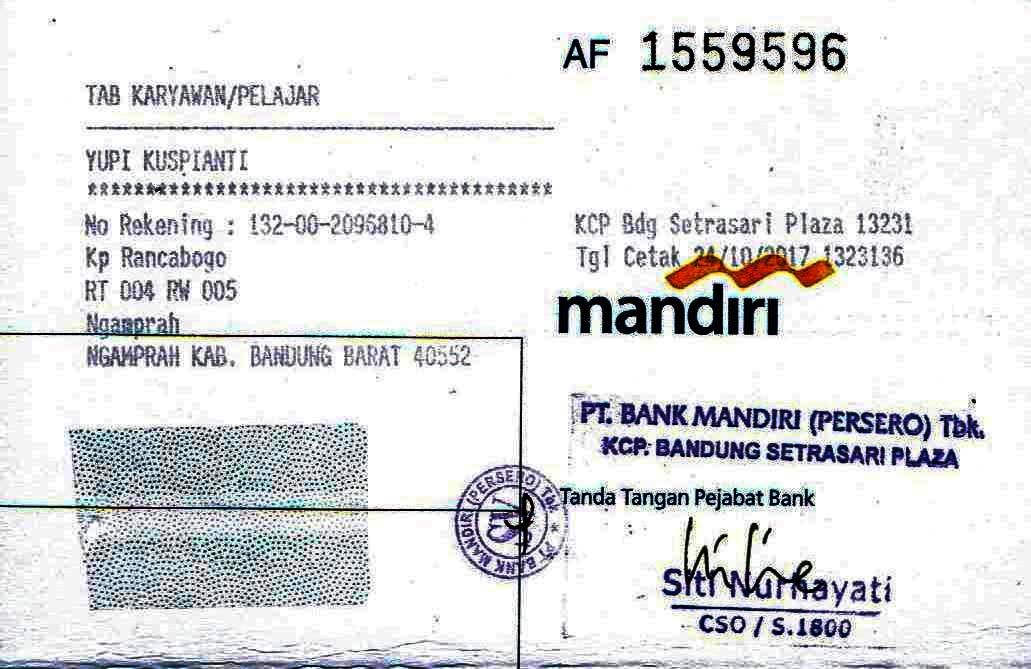 AF 1559596
TAB KARYAWAN/PELAJAR
YUPI KUSPIANTI
****************************************
No Rekening : 132-00-2096810-4
Kp Rancabogo
RT 004 RW 005
Ngamprah
NGAMPRAH KAB. BANDUNG BARAT 40552
KCP Bdg Setrasari Plaza 13231
Tgl Cetak 24/10/2017 1323136
mandiri
PT. BANK MANDIRI (PERSERO) Tbk.
KCP. BANDUNG SETRASARI PLAZA
PT BANK MANDIRI (PERSERO) Tbk *
Tanda Tangan Pejabat Bank
Siti Nurhayati
CSO / S.1800